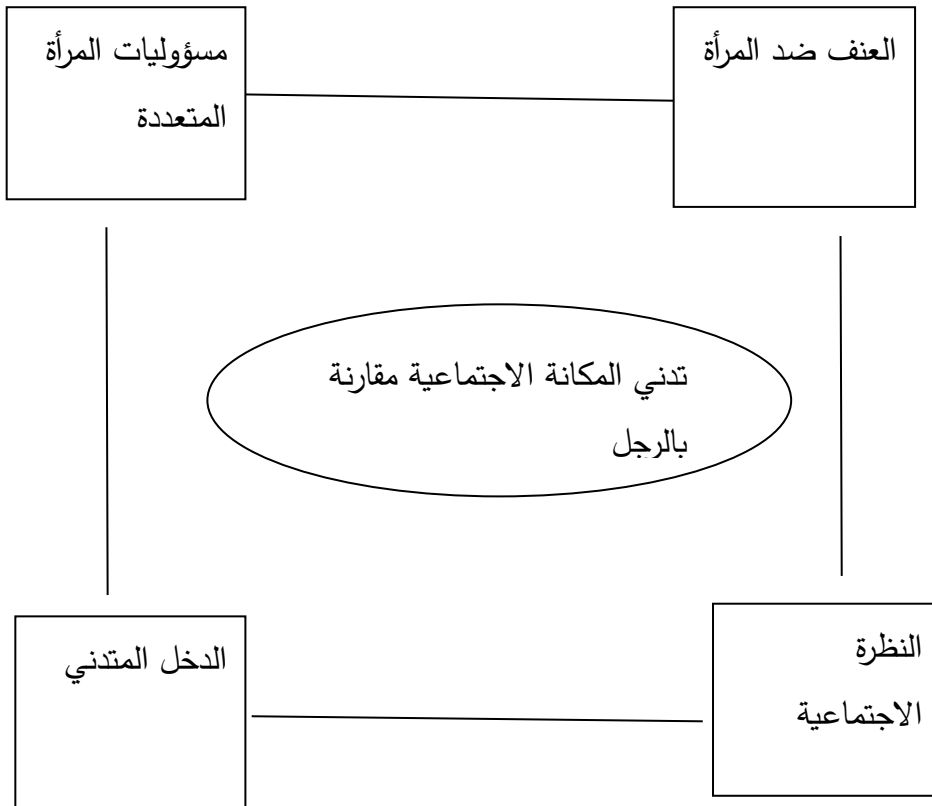 العنف ضد المرأة
مسؤوليات المرأة
المتعددة
تدني المكانة الاجتماعية مقارنة
بالرجل
النظرة
الاجتماعية
الدخل المتدني